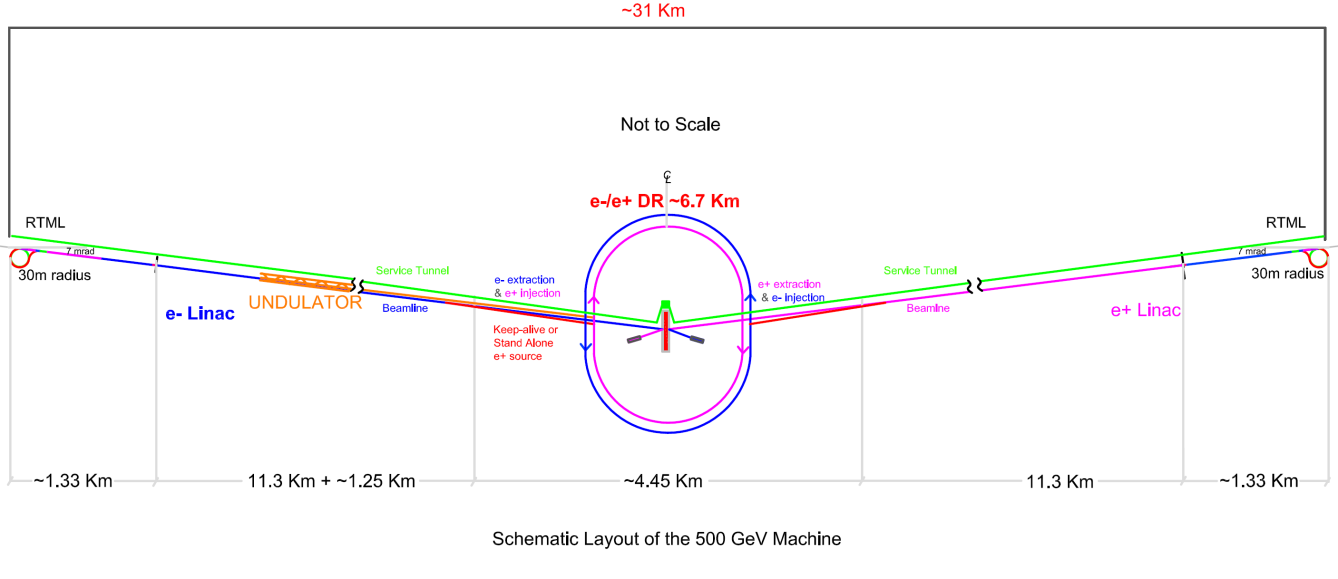 ~31 Km
Not to Scale
℄
e-/e+ DR ~6.7 Km
RTML
RTML
7 mrad
7 mrad
30m radius
30m radius
Service Tunnel
Service Tunnel
e- extraction
& e+ injection
e+ extraction
& e- injection
UNDULATOR
e- Linac
Beamline
Beamline
e+ Linac
Keep-alive or
Stand Alone
e+ source
~1.33 Km
11.3 Km + ~1.25 Km
~4.45 Km
11.3 Km
~1.33 Km
Schematic Layout of the 500 GeV Machine